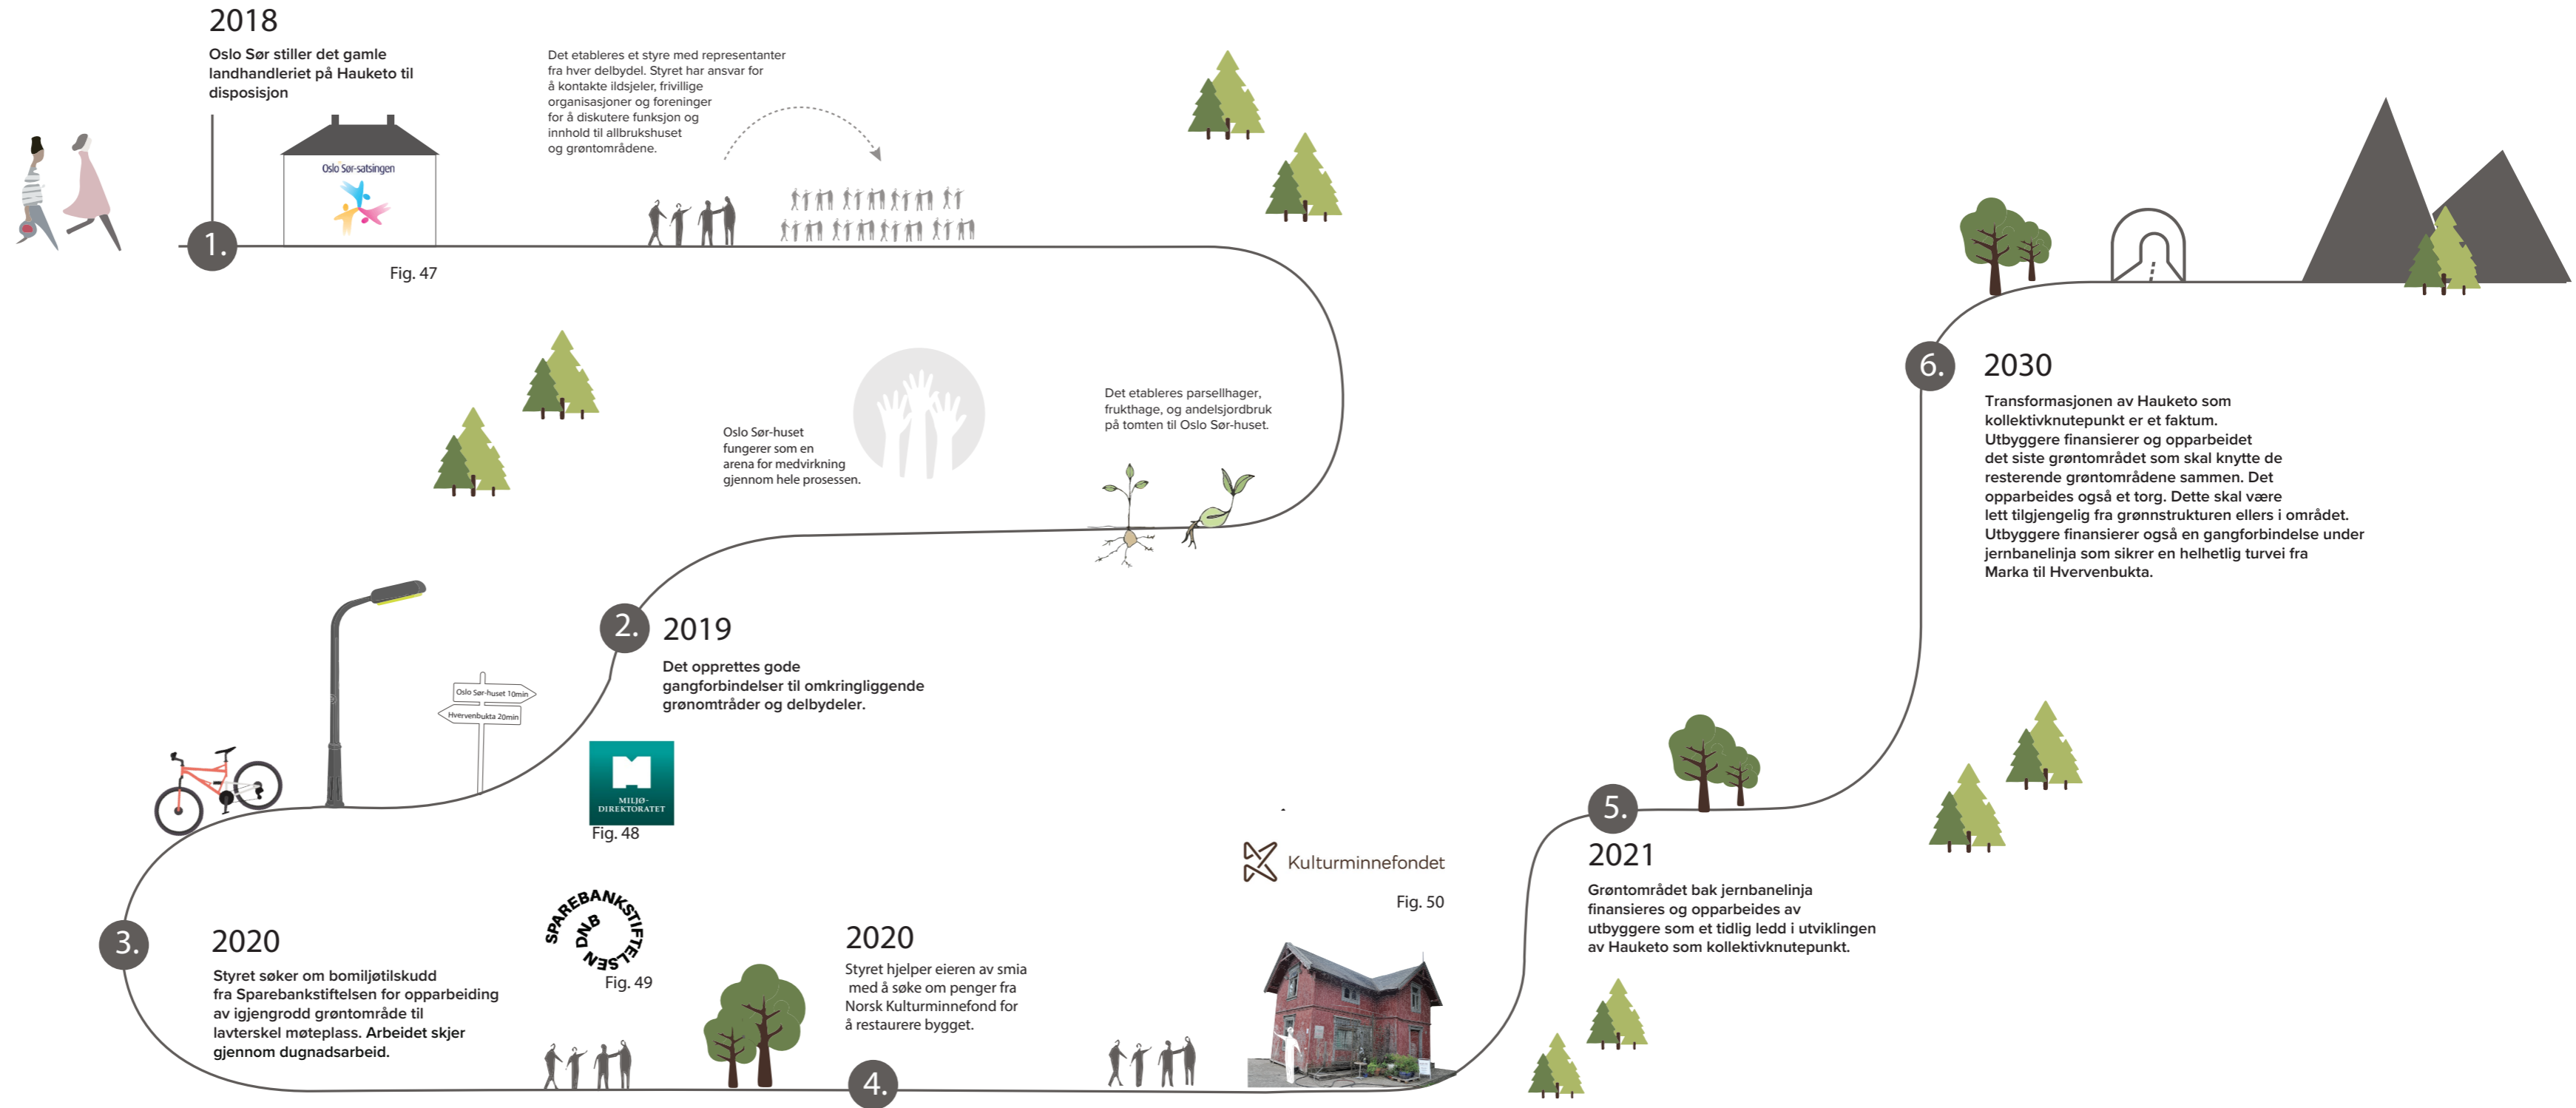 2018
Oslo Sør stiller det gamle
landhandleriet på Hauketo til
disposisjon
Det etableres et styre med representanter
fra hver delbydel. Styret har ansvar for
å kontakte ildsjeler, frivillige
organisasjoner og foreninger
for å diskutere funksjon og
innhold til allbrukshuset
og grøntområdene.
Oslo Sør-satsingen
1.
Fig. 47
Oslo Sør-huset
fungerer som en
arena for medvirkning
gjennom hele prosessen.
Det etableres parsellhager,
frukthage, og andelsjordbruk
på tomten til Oslo Sør-huset.
2.
2019
Det opprettes gode
gangforbindelser til omkringliggende
grønomtråder og delbydeler.
Oslo Sør-huset 10min
Hvervenbukta 20min
MILJØ-
DIREKTORATET
Fig. 48
3.
2020
Styret søker om bomiljøtilskudd
fra Sparebankstiftelsen for opparbeiding
av igjengrodd grøntområde til
lavterskel møteplass. Arbeidet skjer
gjennom dugnadsarbeid.
SPAREBANKSTIFTELSEN
DNB
Fig. 49
2020
Styret hjelper eieren av smia
med å søke om penger fra
Norsk Kulturminnefond for
å restaurere bygget.
4.
Kulturminnefondet
Fig. 50
5.
2021
Grøntområdet bak jernbanelinja
finansieres og opparbeides av
utbyggere som et tidlig ledd i utviklingen
av Hauketo som kollektivknutepunkt.
6.
2030
Transformasjonen av Hauketo som
kollektivknutepunkt er et faktum.
Utbyggere finansierer og opparbeidet
det siste grøntområdet som skal knytte de
resterende grøntområdene sammen. Det
opparbeides også et torg. Dette skal være
lett tilgjengelig fra grønnstrukturen ellers i området.
Utbyggere finansierer også en gangforbindelse under
jernbanelinja som sikrer en helhetlig turvei fra
Marka til Hvervenbukta.